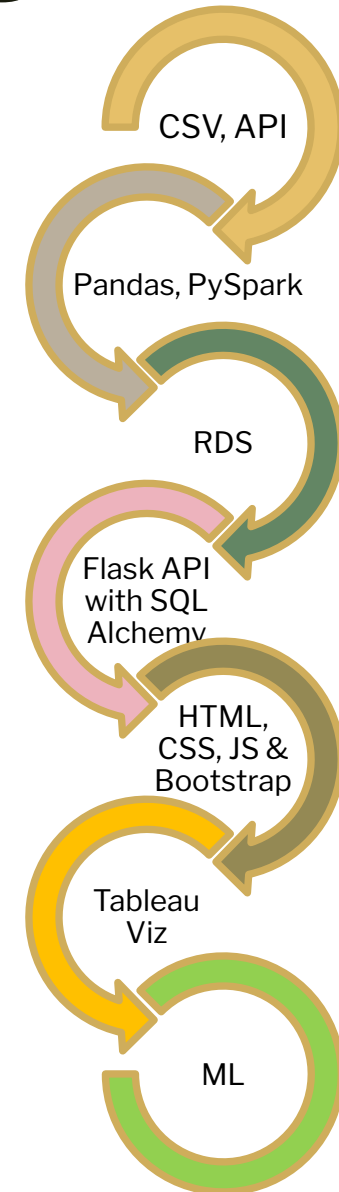 CSV, API
Pandas, PySpark
RDS
Flask API
with SQL
Alchemy
HTML,
CSS, JS &
Bootstrap
Tableau
Viz
ML